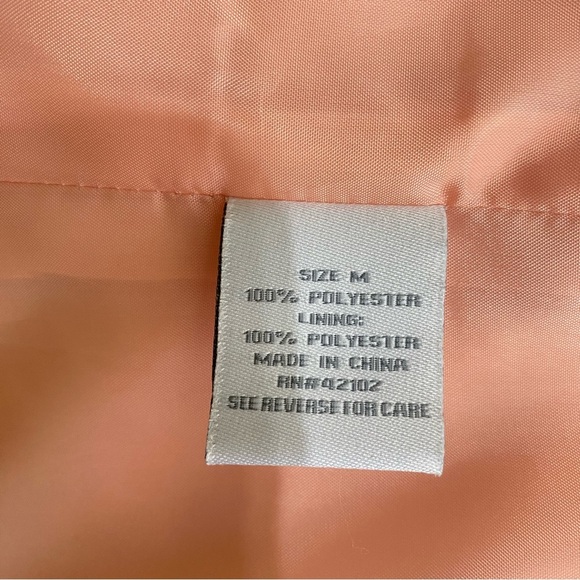 SIZE M
100% POLYESTER
LINING:
100% POLYESTER
MADE IN CHINA
RN#42102
SEE REVERSE FOR CARE